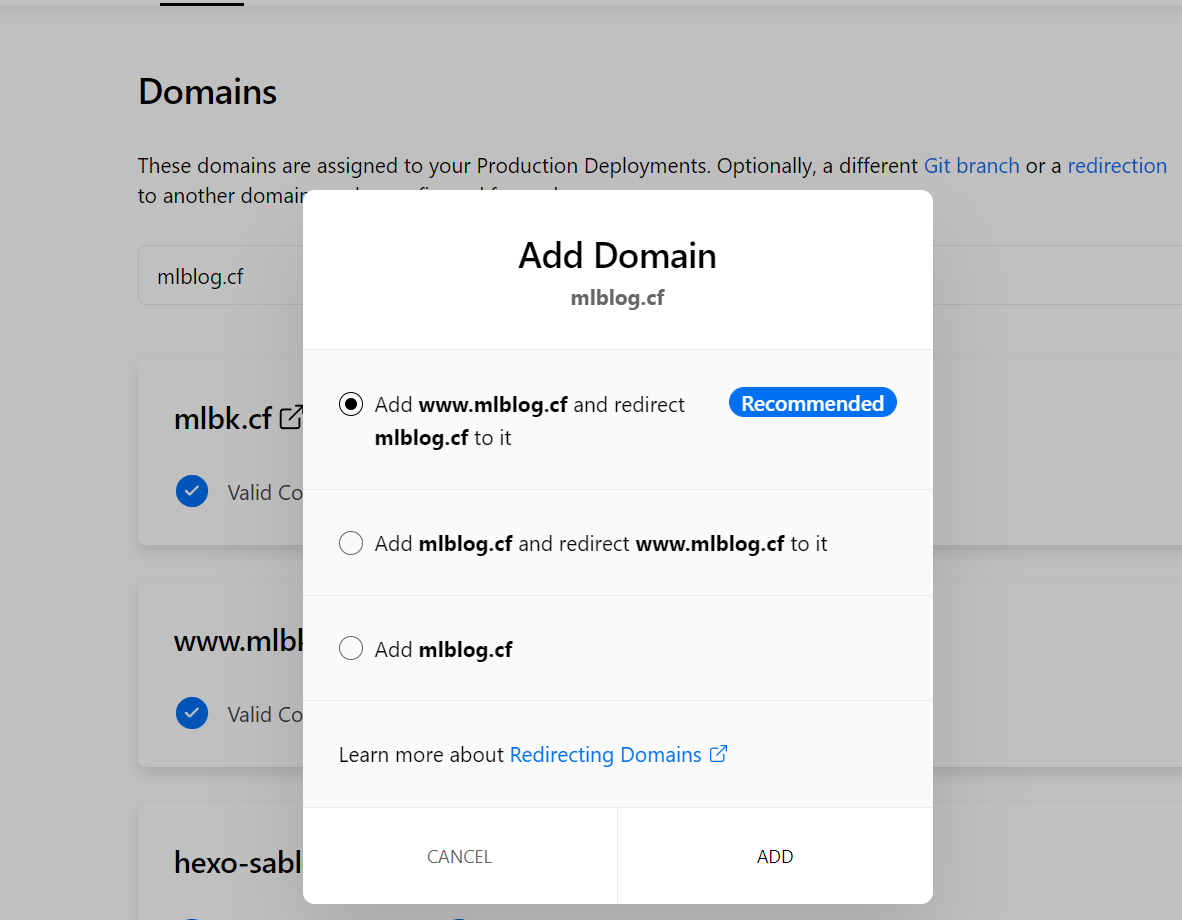 Domains
These domains are assigned to your Production Deployments. Optionally, a different Git branch or a redirection
to another domain
mlblog.cf
Add Domain
mlblog.cf
Add www.mlblog.cf and redirect
mlblog.cf to it
Recommended
Add mlblog.cf and redirect www.mlblog.cf to it
Add mlblog.cf
Learn more about Redirecting Domains
CANCEL
ADD
mlbk.cf
Valid Co
www.mlbk
Valid Co
hexo-sabl